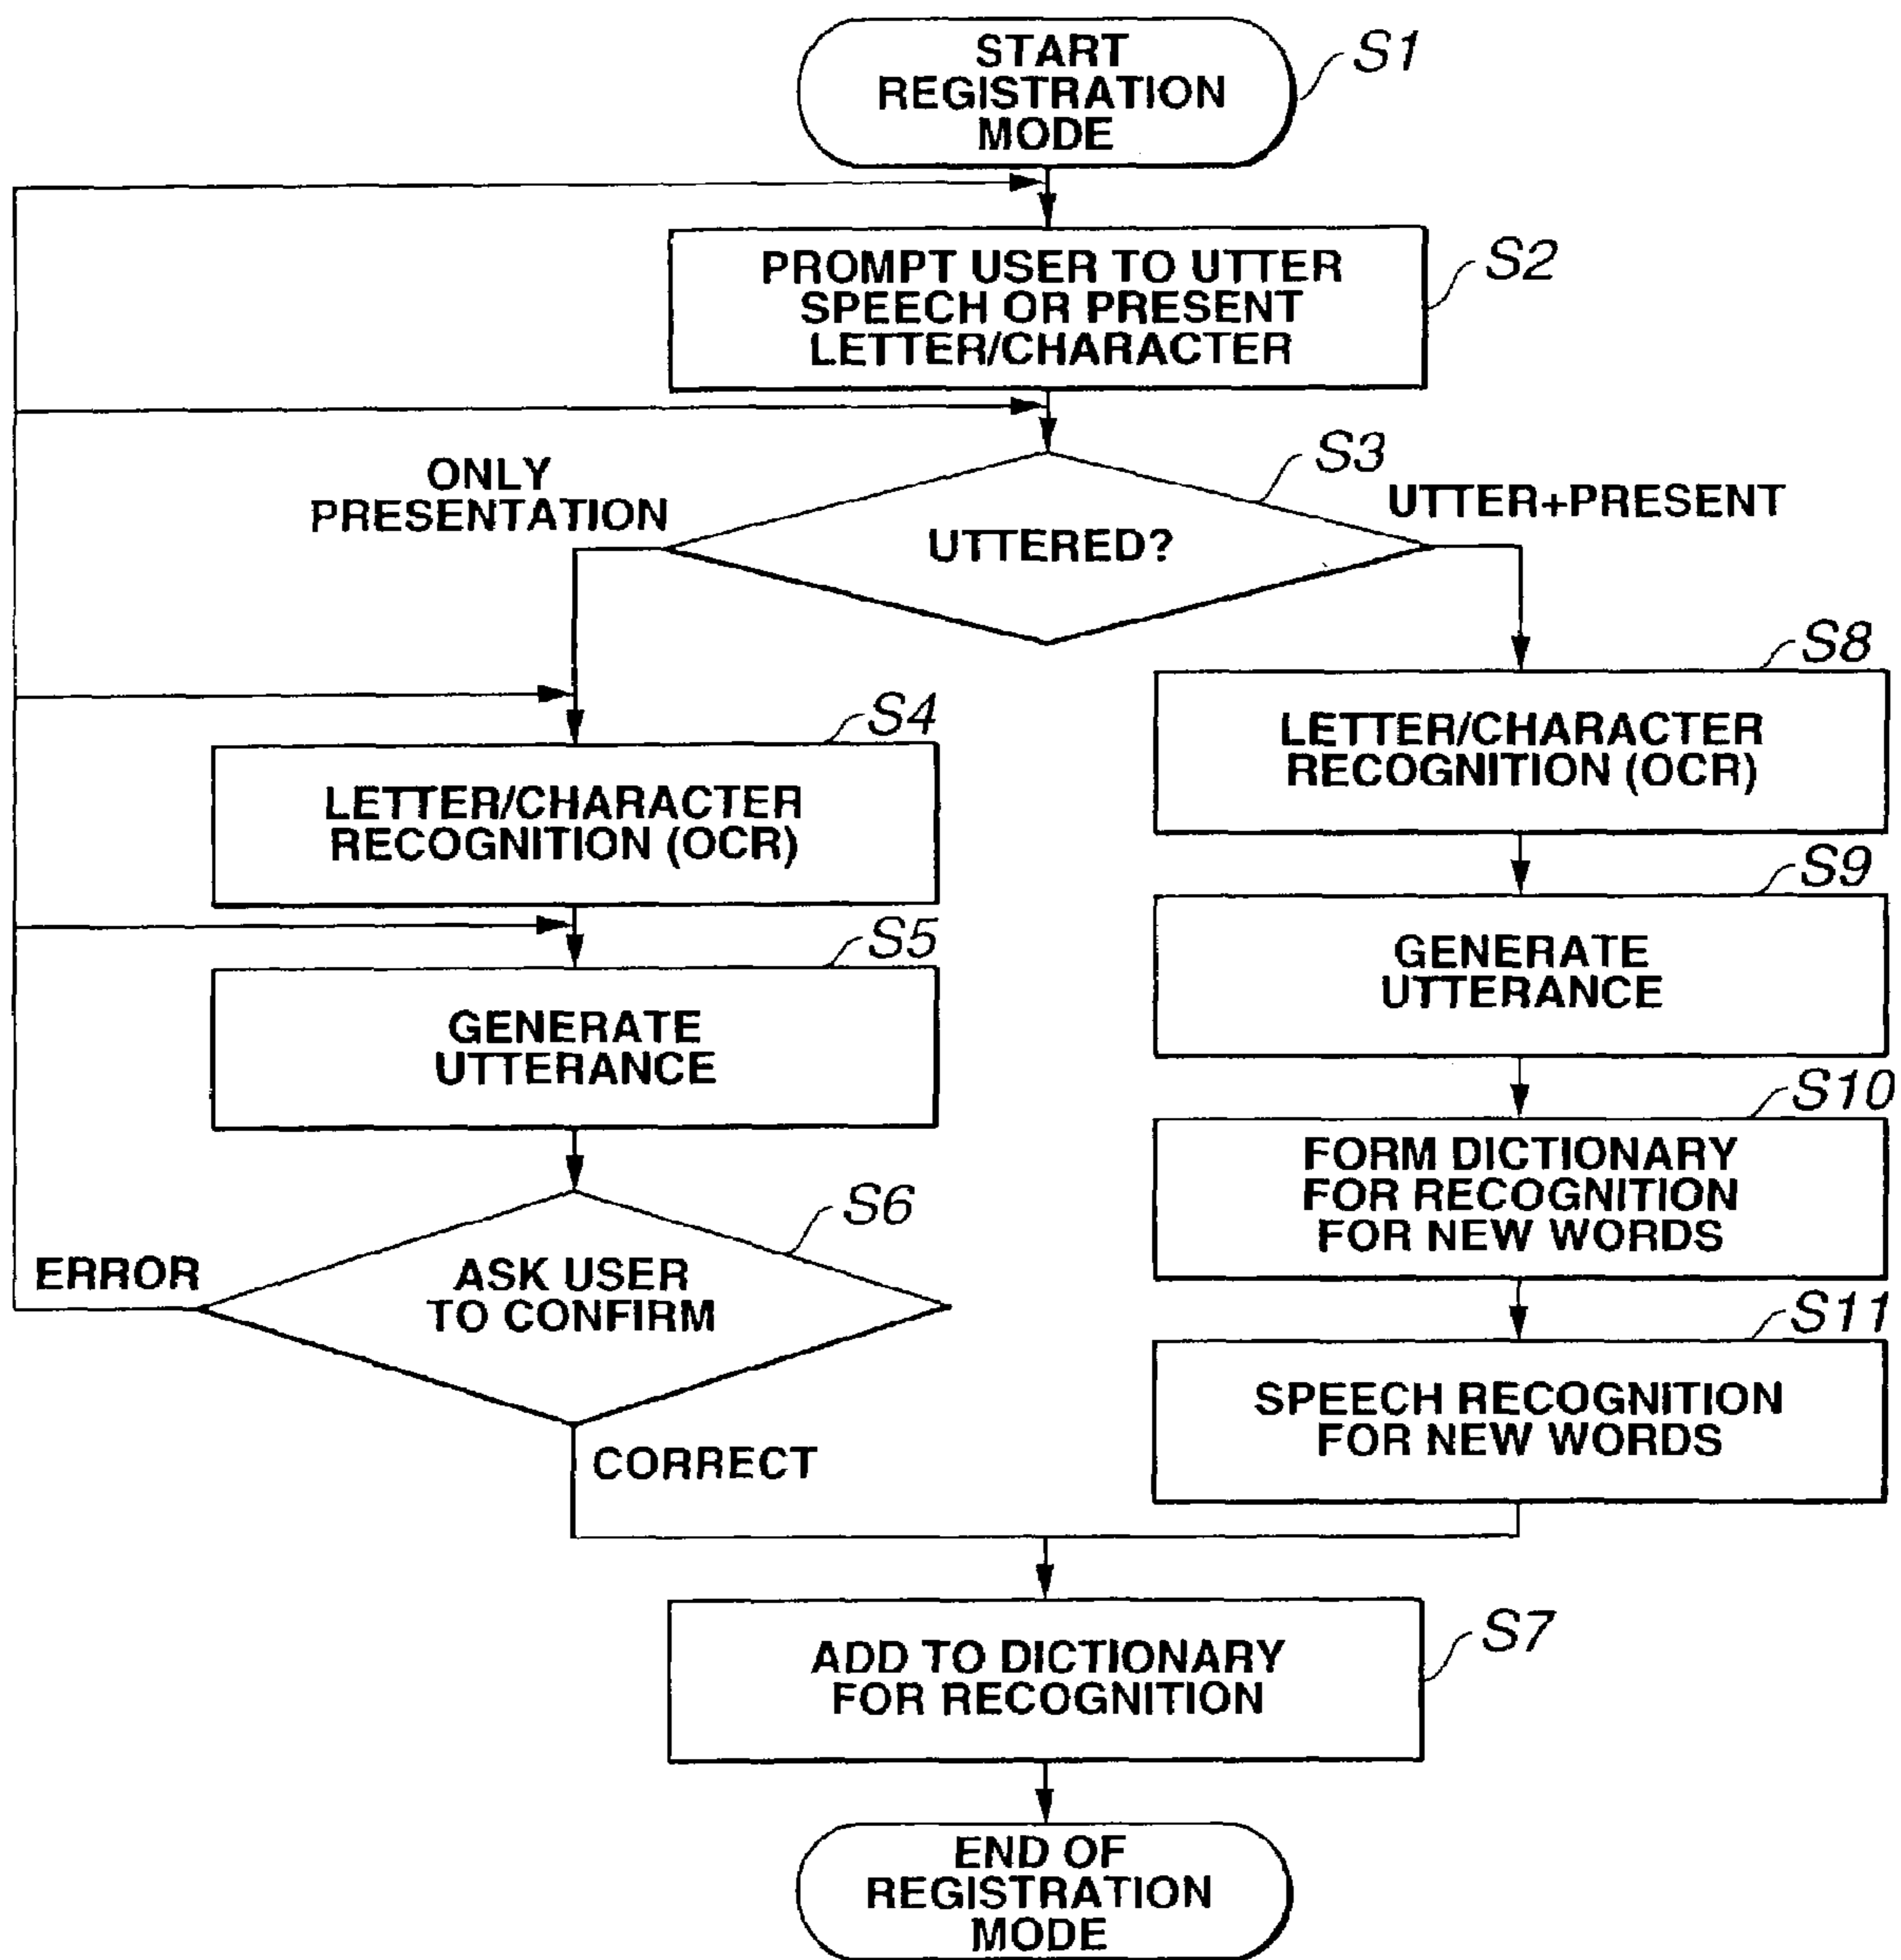 START
REGISTRATION
MODE
S1
PROMPT USER TO UTTER
SPEECH OR PRESENT
LETTER/CHARACTER
S2
ONLY
PRESENTATION
UTTERED?
S3
UTTER+PRESENT
LETTER/CHARACTER
RECOGNITION (OCR)
S4
GENERATE
UTTERANCE
S5
ASK USER
TO CONFIRM
S6
ERROR
CORRECT
LETTER/CHARACTER
RECOGNITION (OCR)
S8
GENERATE
UTTERANCE
S9
FORM DICTIONARY
FOR RECOGNITION
FOR NEW WORDS
S10
SPEECH RECOGNITION
FOR NEW WORDS
S11
ADD TO DICTIONARY
FOR RECOGNITION
S7
END OF
REGISTRATION
MODE